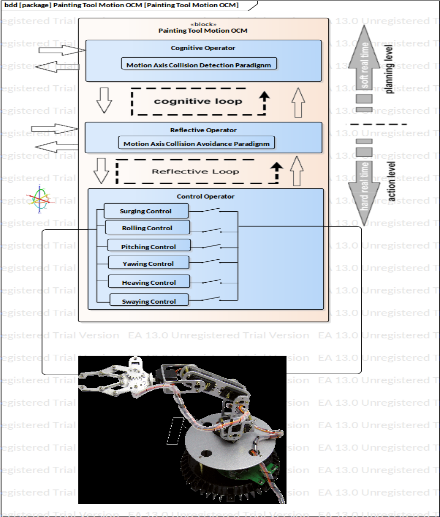 bdd [package] Painting Tool Motion OCM [Painting Tool Motion OCM]
«block»
Painting Tool Motion OCM
Cognitive Operator
Motion Axis Collision Detection Paradignm
cognitive loop
Reflective Operator
Motion Axis Collision Avoidance Paradignm
Reflective Loop
Control Operator
Surging Control
Rolling Control
Pitching Control
Yawing Control
Heaving Control
Swaying Control
soft real time
planning level
hard real time
action level
EA 13.0 Unregistered Trial Version